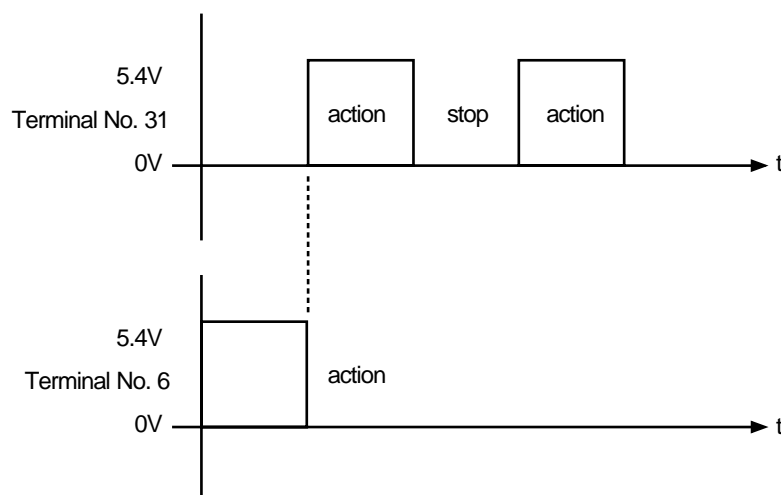 5.4V
Terminal No. 31
0V
action
stop
action
t
5.4V
Terminal No. 6
0V
action
t